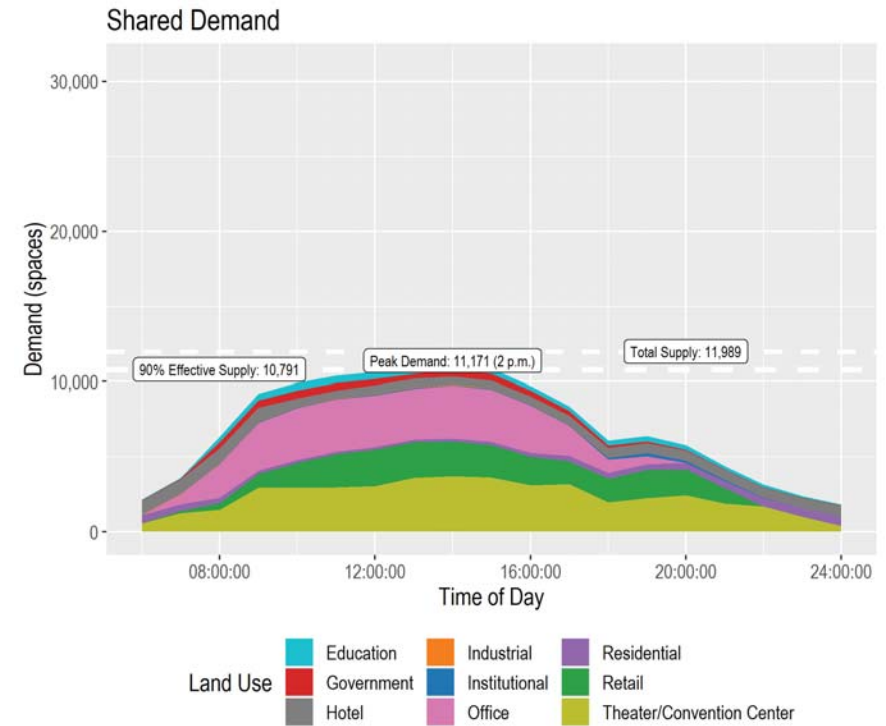 Shared Demand
30,000
20,000
10,000
0
Demand (spaces)
90% Effective Supply: 10,791
Peak Demand: 11,171 (2 p.m.)
Total Supply: 11,989
08:00:00 12:00:00 16:00:00 20:00:00 24:00:00
Time of Day
Land Use
Education Industrial Residential
Government Institutional Retail
Hotel Office Theater/Convention Center